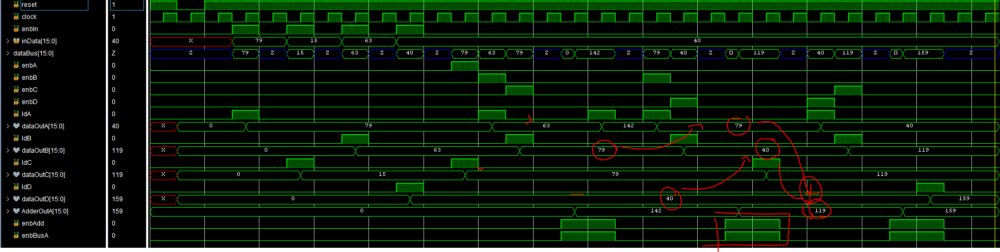 reset 1
clock 1
enbIn 0
inData[15:0] 40 X 79 15 63 40
dataBus[15:0] Z Z 79 Z 15 Z 63 Z 40 Z 79 63 79 Z 0 142 Z 79 40 Z 119 Z 40 119 Z 159 Z
enbA 0
enbB 0
enbC 0
enbD 0
ldA 0
dataOutA[15:0] 40 X 0 79 63 142 79 40
ldB 0
dataOutB[15:0] 119 X 0 63 79 40 119
ldC 0
dataOutC[15:0] 119 X 0 15 79 119
ldD 0
dataOutD[15:0] 159 X 0 40 159
AdderOutA[15:0] 159 0 142 119 159
enbAdd 0
enbBusA 0